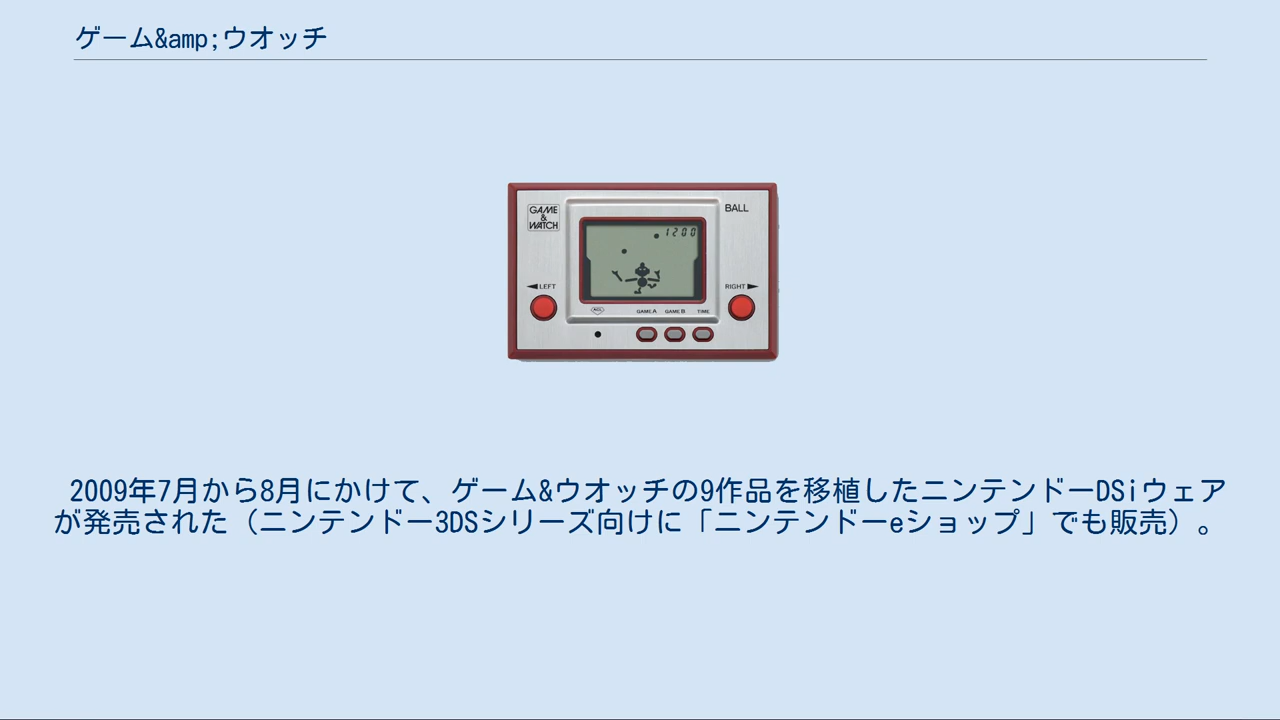 ゲーム&amp;ウオッチ
GAME
&
WATCH
BALL
1200
◄LEFT
RIGHT►
ACL
GAME A
GAME B
TIME
2009年7月から8月にかけて、ゲーム&ウオッチの9作品を移植したニンテンドーDSiウェア
が発売された（ニンテンドー3DSシリーズ向けに「ニンテンドーeショップ」でも販売）。